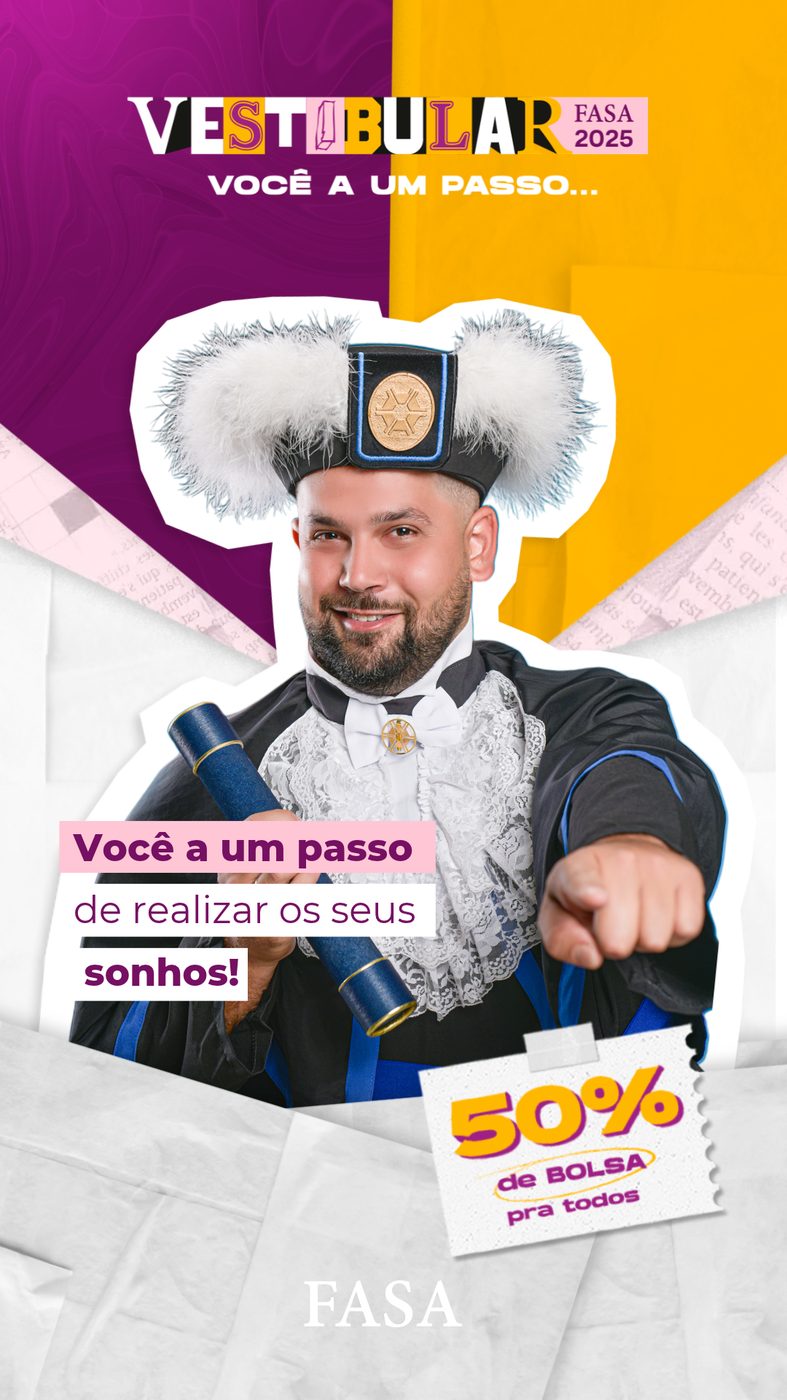 VESTIBULAR FASA 2025
VOCÊ A UM PASSO...
Você a um passo
de realizar os seus
sonhos!
50%
de BOLSA
pra todos
FASA